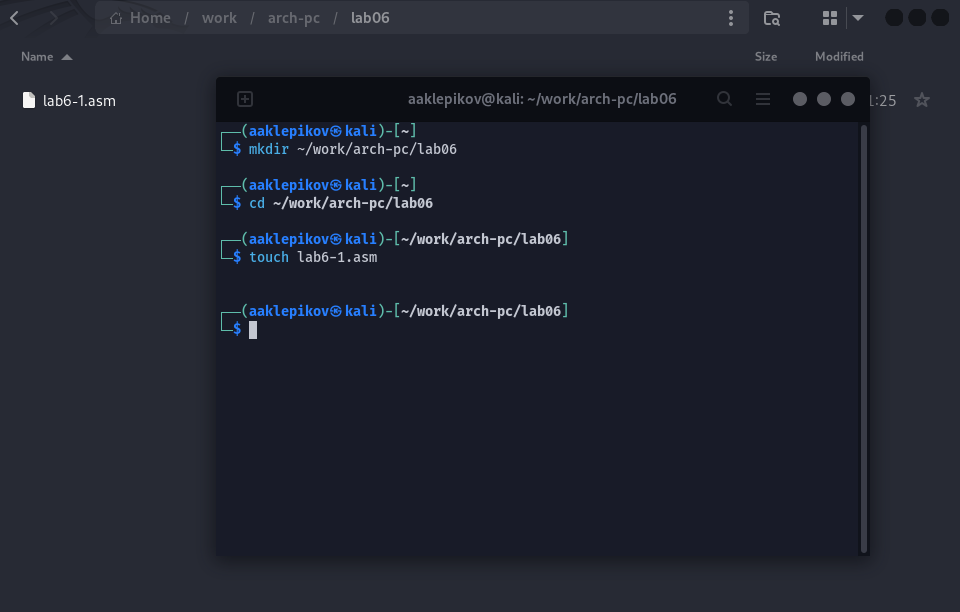 Home / work / arch-pc / lab06
Name Size Modified
lab6-1.asm
aaklepikov@kali: ~/work/arch-pc/lab06
1:25
┌──(aaklepikov㉿kali)-[~]
└─$ mkdir ~/work/arch-pc/lab06
┌──(aaklepikov㉿kali)-[~]
└─$ cd ~/work/arch-pc/lab06
┌──(aaklepikov㉿kali)-[~/work/arch-pc/lab06]
└─$ touch lab6-1.asm
┌──(aaklepikov㉿kali)-[~/work/arch-pc/lab06]
└─$